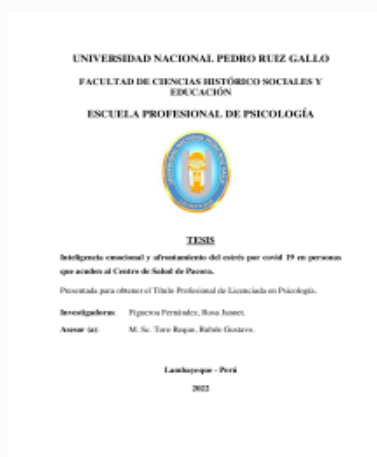 UNIVERSIDAD NACIONAL PEDRO RUIZ GALLO
FACULTAD DE CIENCIAS HISTÓRICO SOCIALES Y
EDUCACIÓN
ESCUELA PROFESIONAL DE PSICOLOGÍA
TESIS
Inteligencia emocional y afrontamiento del estrés por covid 19 en personas
que acuden al Centro de Salud de Pacora.
Presentada para obtener el Título Profesional de Licenciada en Psicología.
Investigadora: Figueroa Fernández, Rosa Jannet.
Asesor (a): M. Sc. Toro Reque, Rubén Gustavo.
Lambayeque - Perú
2022